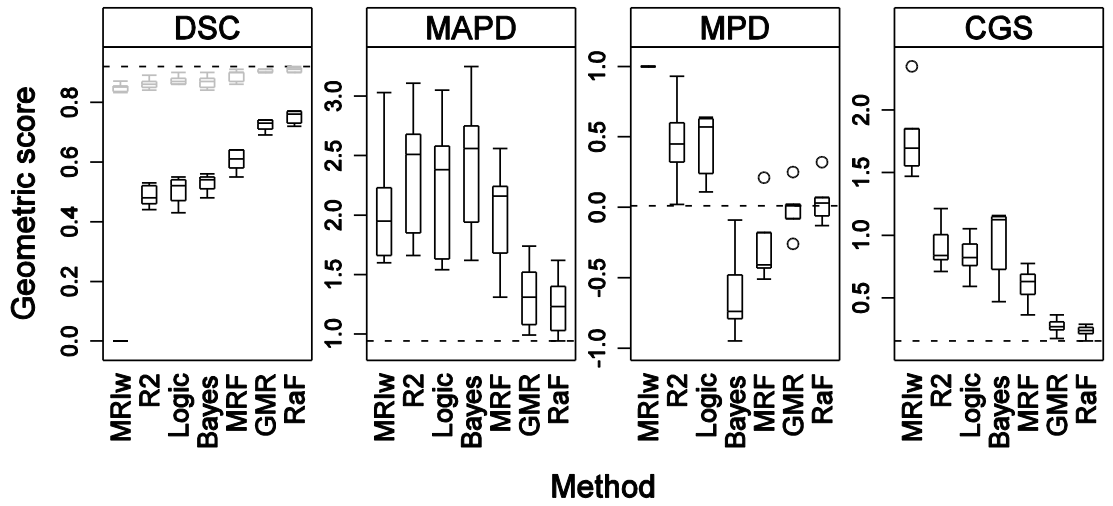 DSC MAPD MPD CGS
Geometric score
0.0 0.2 0.4 0.6 0.8
1.0 1.5 2.0 2.5 3.0
-1.0 -0.5 0.0 0.5 1.0
0.5 1.0 1.5 2.0
MRIw R2 Logic Bayes MRF GMR RaF
MRIw R2 Logic Bayes MRF GMR RaF
MRIw R2 Logic Bayes MRF GMR RaF
MRIw R2 Logic Bayes MRF GMR RaF
Method